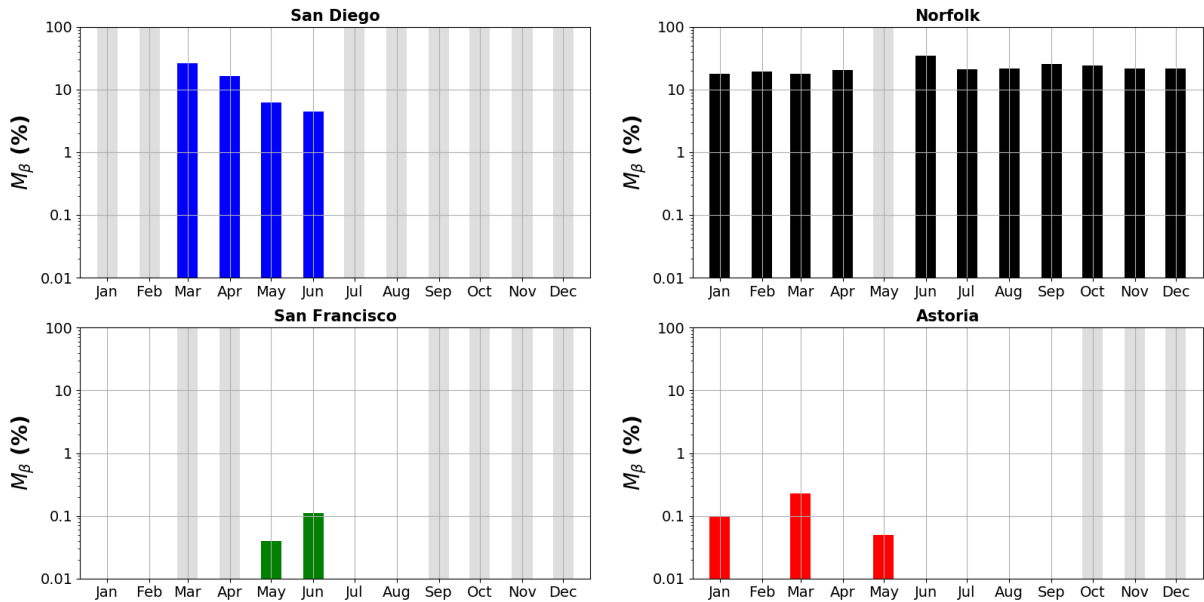 San Diego
M_β (%)
100
10
1
0.1
0.01
Jan Feb Mar Apr May Jun Jul Aug Sep Oct Nov Dec
Norfolk
M_β (%)
100
10
1
0.1
0.01
Jan Feb Mar Apr May Jun Jul Aug Sep Oct Nov Dec
San Francisco
M_β (%)
100
10
1
0.1
0.01
Jan Feb Mar Apr May Jun Jul Aug Sep Oct Nov Dec
Astoria
M_β (%)
100
10
1
0.1
0.01
Jan Feb Mar Apr May Jun Jul Aug Sep Oct Nov Dec